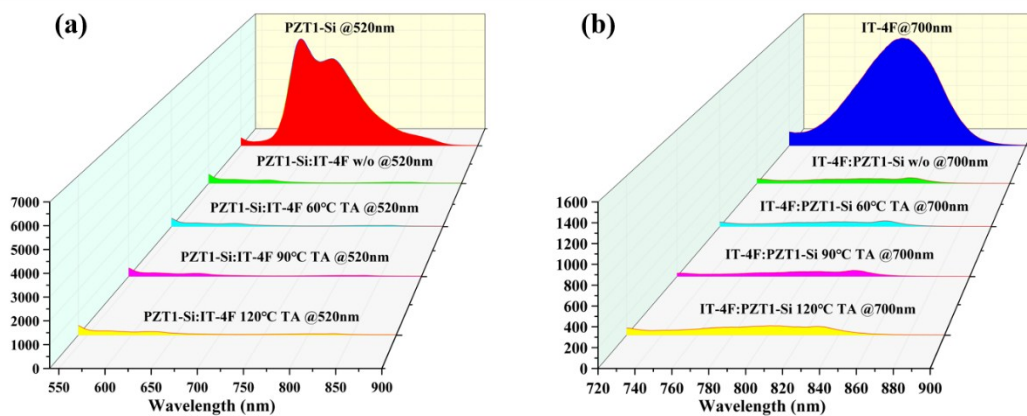 (a)
PZT1-Si @520nm
PZT1-Si:IT-4F w/o @520nm
PZT1-Si:IT-4F 60℃ TA @520nm
PZT1-Si:IT-4F 90℃ TA @520nm
PZT1-Si:IT-4F 120℃ TA @520nm
7000
6000
5000
4000
3000
2000
1000
0
550 600 650 700 750 800 850 900
Wavelength (nm)
(b)
IT-4F@700nm
IT-4F:PZT1-Si w/o @700nm
IT-4F:PZT1-Si 60℃ TA @700nm
IT-4F:PZT1-Si 90℃ TA @700nm
IT-4F:PZT1-Si 120℃ TA @700nm
1600
1400
1200
1000
800
600
400
200
0
720 740 760 780 800 820 840 860 880 900
Wavelength (nm)